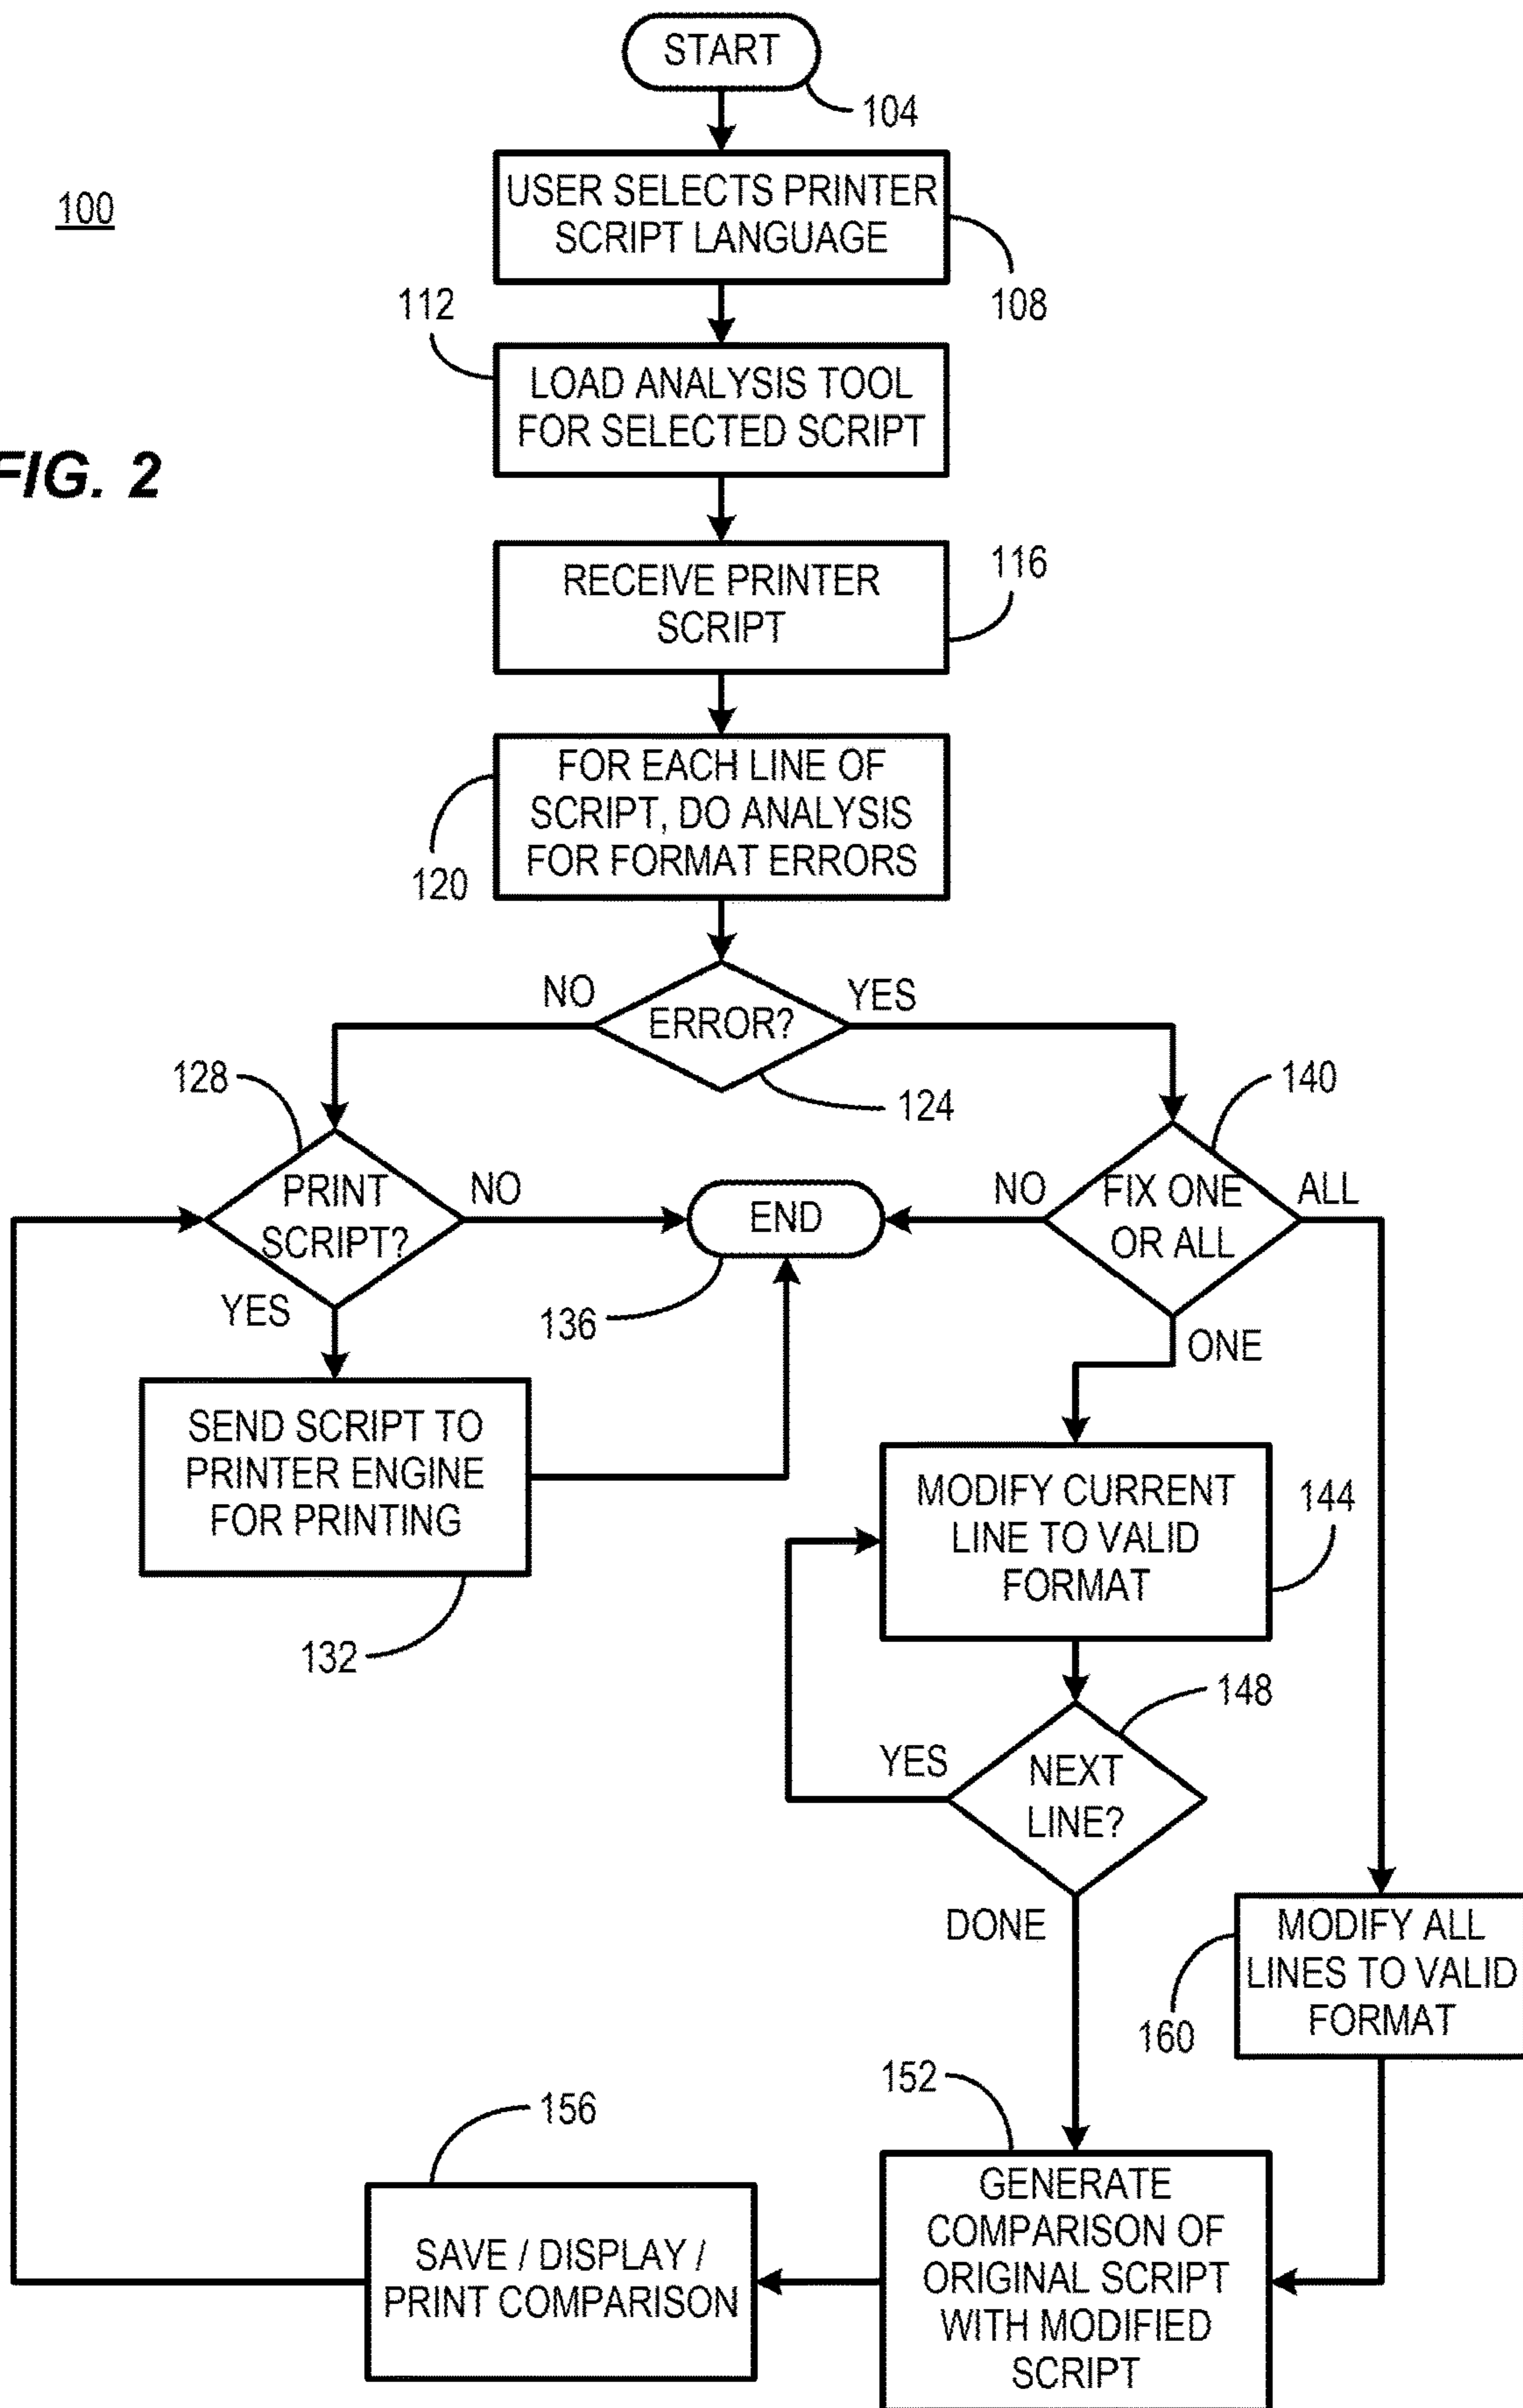 START
104
100
USER SELECTS PRINTER
SCRIPT LANGUAGE
108
112
LOAD ANALYSIS TOOL
FOR SELECTED SCRIPT
FIG. 2
RECEIVE PRINTER
SCRIPT
116
FOR EACH LINE OF
SCRIPT, DO ANALYSIS
FOR FORMAT ERRORS
120
NO
ERROR?
YES
124
128
140
PRINT
SCRIPT?
NO
END
NO
FIX ONE
OR ALL
ALL
YES
136
ONE
SEND SCRIPT TO
PRINTER ENGINE
FOR PRINTING
132
MODIFY CURRENT
LINE TO VALID
FORMAT
144
148
YES
NEXT
LINE?
DONE
MODIFY ALL
LINES TO VALID
FORMAT
160
152
156
GENERATE
COMPARISON OF
ORIGINAL SCRIPT
WITH MODIFIED
SCRIPT
SAVE / DISPLAY /
PRINT COMPARISON